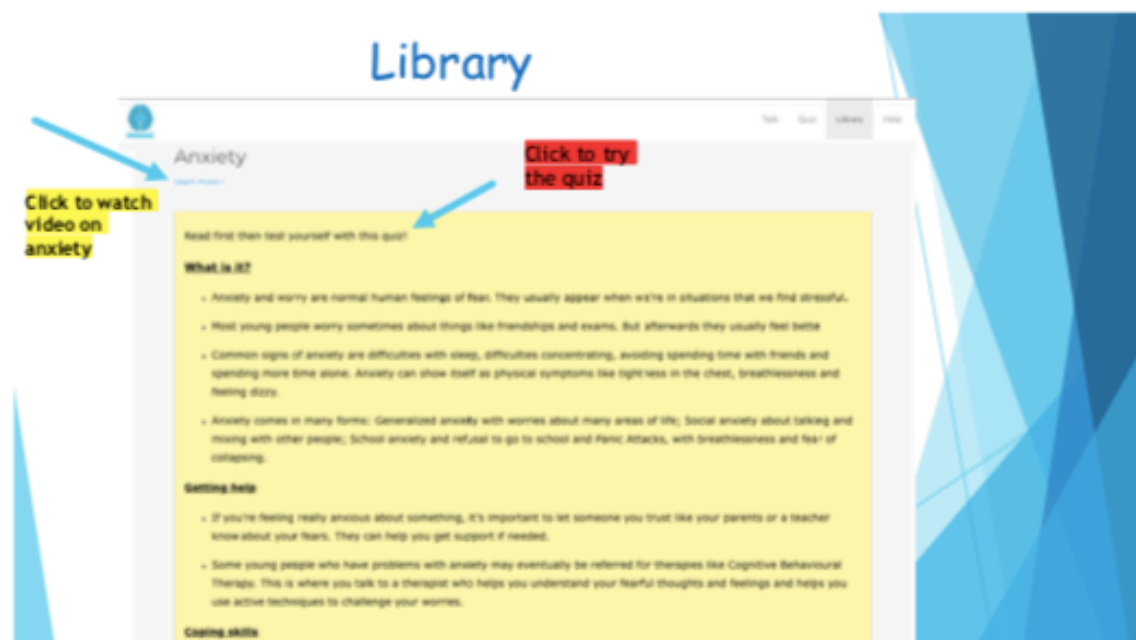 Library
Talk Quiz Library Help
Anxiety
Learn more >
Click to try
the quiz
Click to watch
video on
anxiety
Read first then test yourself with this quiz!
What is it?
Anxiety and worry are normal human feelings of fear. They usually appear when we're in situations that we find stressful.
Most young people worry sometimes about things like friendships and exams. But afterwards they usually feel bette
Common signs of anxiety are difficulties with sleep, difficulties concentrating, avoiding spending time with friends and
spending more time alone. Anxiety can show itself as physical symptoms like tightness in the chest, breathlessness and
feeling dizzy.
Anxiety comes in many forms: Generalized anxiety with worries about many areas of life; Social anxiety about talking and
mixing with other people; School anxiety and refusal to go to school and Panic Attacks, with breathlessness and fear of
collapsing.
Getting help
If you're feeling really anxious about something, it's important to let someone you trust like your parents or a teacher
know about your fears. They can help you get support if needed.
Some young people who have problems with anxiety may eventually be referred for therapies like Cognitive Behavioural
Therapy. This is where you talk to a therapist who helps you understand your fearful thoughts and feelings and helps you
use active techniques to challenge your worries.
Coping skills